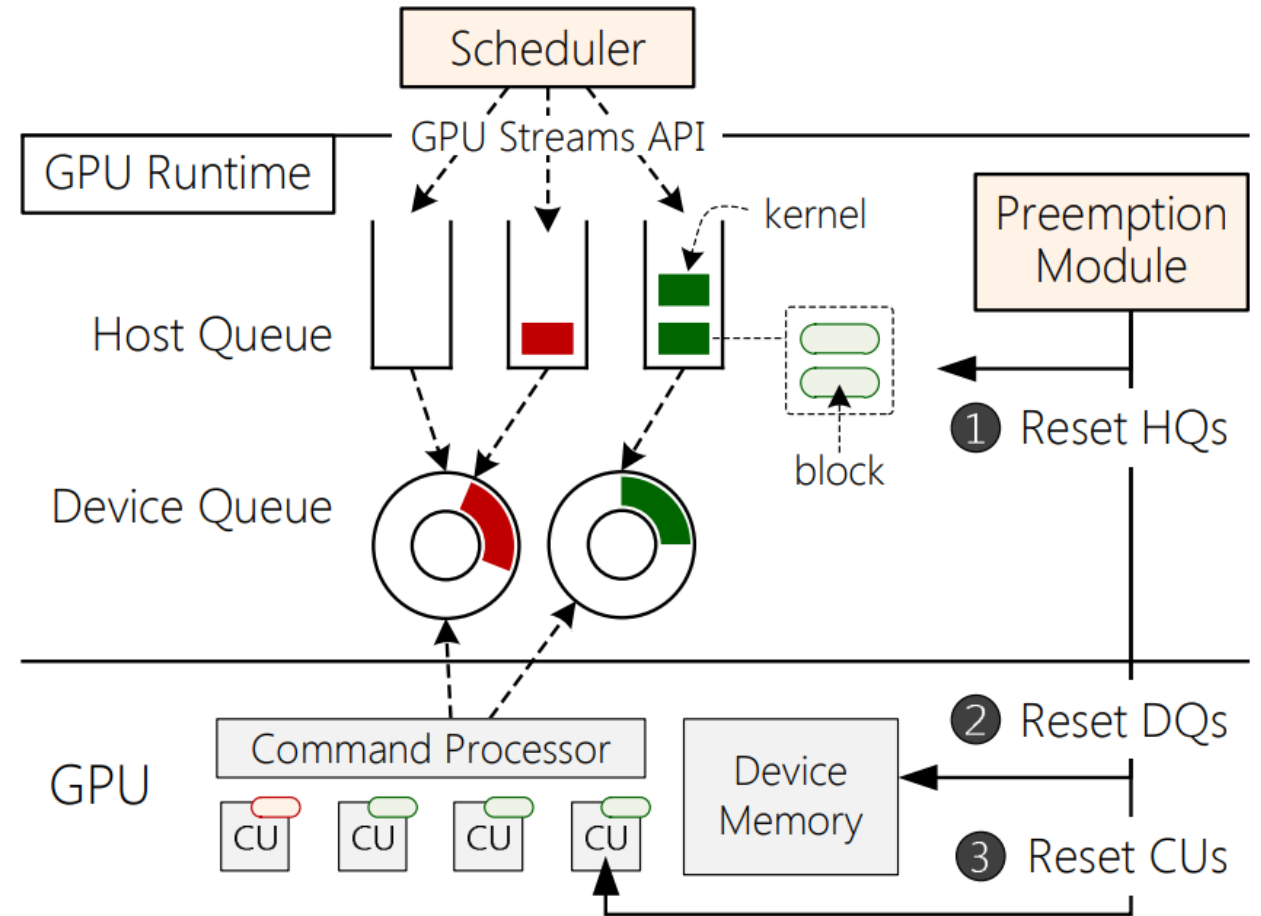 Scheduler
GPU Streams API
GPU Runtime
kernel
Preemption
Module
Host Queue
1 Reset HQs
block
Device Queue
2 Reset DQs
Command Processor
GPU
Device
Memory
CU CU CU CU
3 Reset CUs